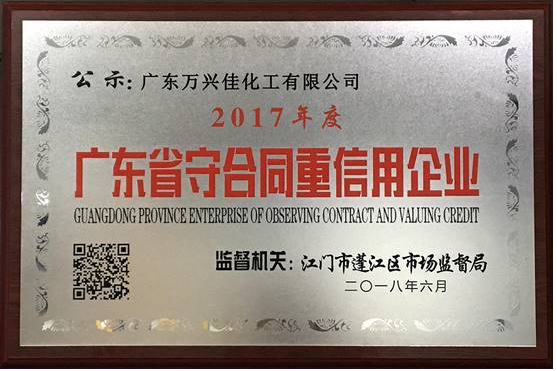 公示:广东万兴佳化工有限公司
2017年度
广东省守合同重信用企业
GUANGDONG PROVINCE ENTERPRISE OF OBSERVING CONTRACT AND VALUING CREDIT
监督机关:江门市蓬江区市场监督局
二〇一八年六月